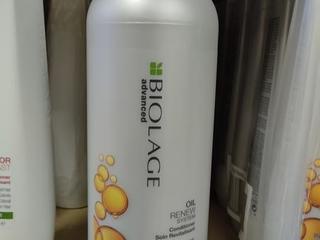 BIOLAGE
advanced
OIL
RENEW
SYSTEM
Conditioner
Soin Revitalisant